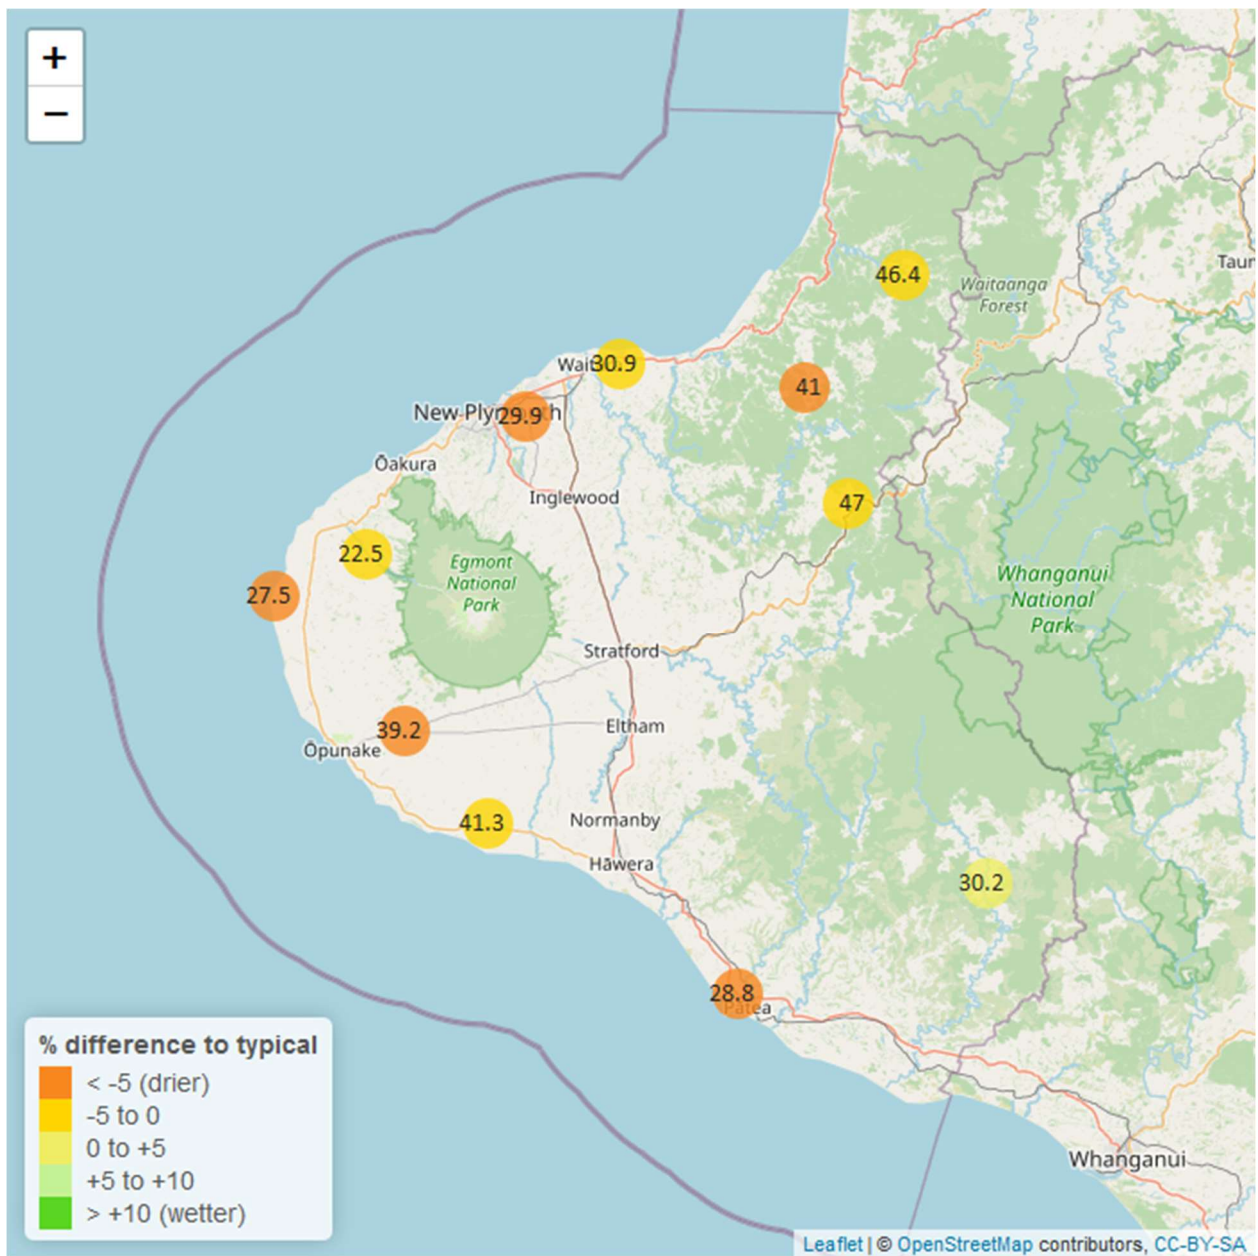 +
−
Taur
46.4
Waitaanga
Forest
Wait
30.9
41
New Plym
29.9
h
Ōakura
Inglewood
47
22.5
Egmont
National
Park
27.5
Whanganui
National
Park
Stratford
39.2
Eltham
Ōpunake
41.3
Normanby
Hāwera
30.2
28.8
Patea
Whanganui
% difference to typical
< -5 (drier)
-5 to 0
0 to +5
+5 to +10
> +10 (wetter)
Leaflet | © OpenStreetMap contributors, CC-BY-SA